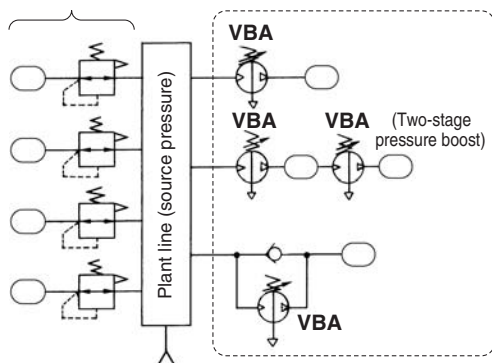 VBA
VBA
VBA
(Two-stage
pressure boost)
Plant line (source pressure)
VBA